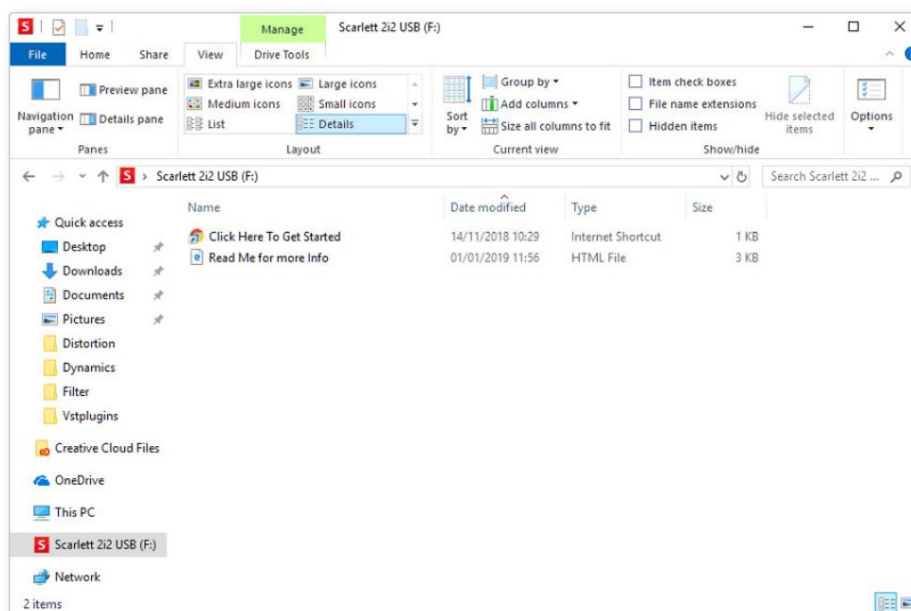 Manage
Scarlett 2i2 USB (F:)
File
Home
Share
View
Drive Tools
Navigation pane
Preview pane
Details pane
Panes
Extra large icons
Large icons
Medium icons
Small icons
List
Details
Layout
Sort by
Group by
Add columns
Size all columns to fit
Current view
Item check boxes
File name extensions
Hidden items
Hide selected items
Show/hide
Options
S
Scarlett 2i2 USB (F:)
Search Scarlett 2i2 ...
Name
Date modified
Type
Size
Click Here To Get Started
14/11/2018 10:29
Internet Shortcut
1 KB
Read Me for more Info
01/01/2019 11:56
HTML File
3 KB
Quick access
Desktop
Downloads
Documents
Pictures
Distortion
Dynamics
Filter
Vstplugins
Creative Cloud Files
OneDrive
This PC
S
Scarlett 2i2 USB (F:)
Network
2 items